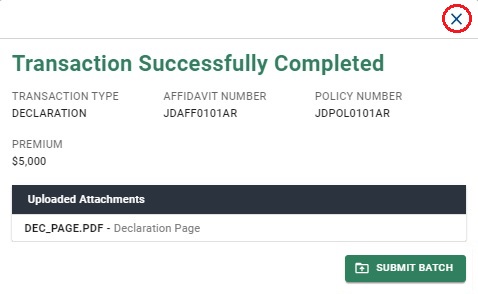 Transaction Successfully Completed
TRANSACTION TYPE AFFIDAVIT NUMBER POLICY NUMBER
DECLARATION JDAFF0101AR JDPOL0101AR
PREMIUM
$5,000
Uploaded Attachments
DEC_PAGE.PDF - Declaration Page
SUBMIT BATCH